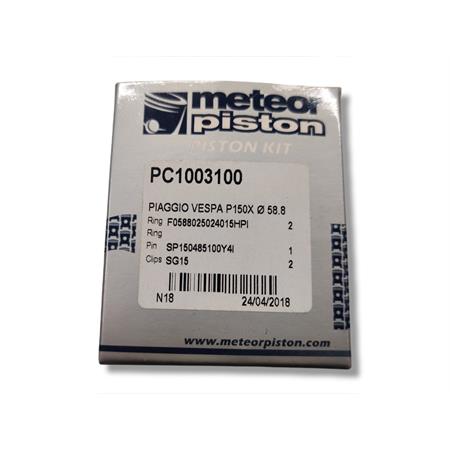 meteor
piston
PISTON KIT
PC1003100
PIAGGIO VESPA P150X Ø 58.8
Ring F0588025024015HPI 2
Ring
Pin SP150485100Y4I 1
Clips SG15 2
N18 24/04/2018
www.meteorpiston.com